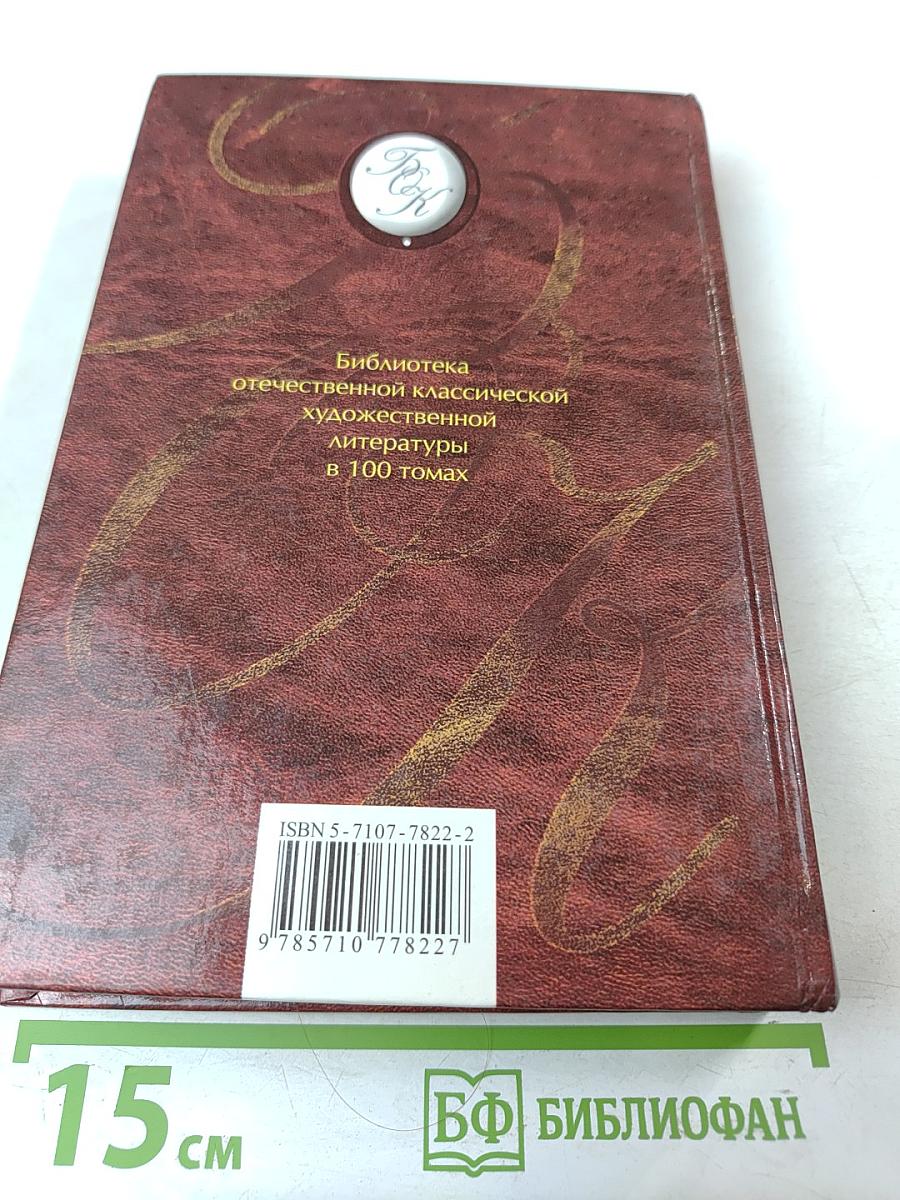 БЕК
Библиотека
отечественной классической
художественной
литературы
в 100 томах
ISBN 5-7107-7822-2
9 785710 778227
15 см
БФ БИБЛИОФАН